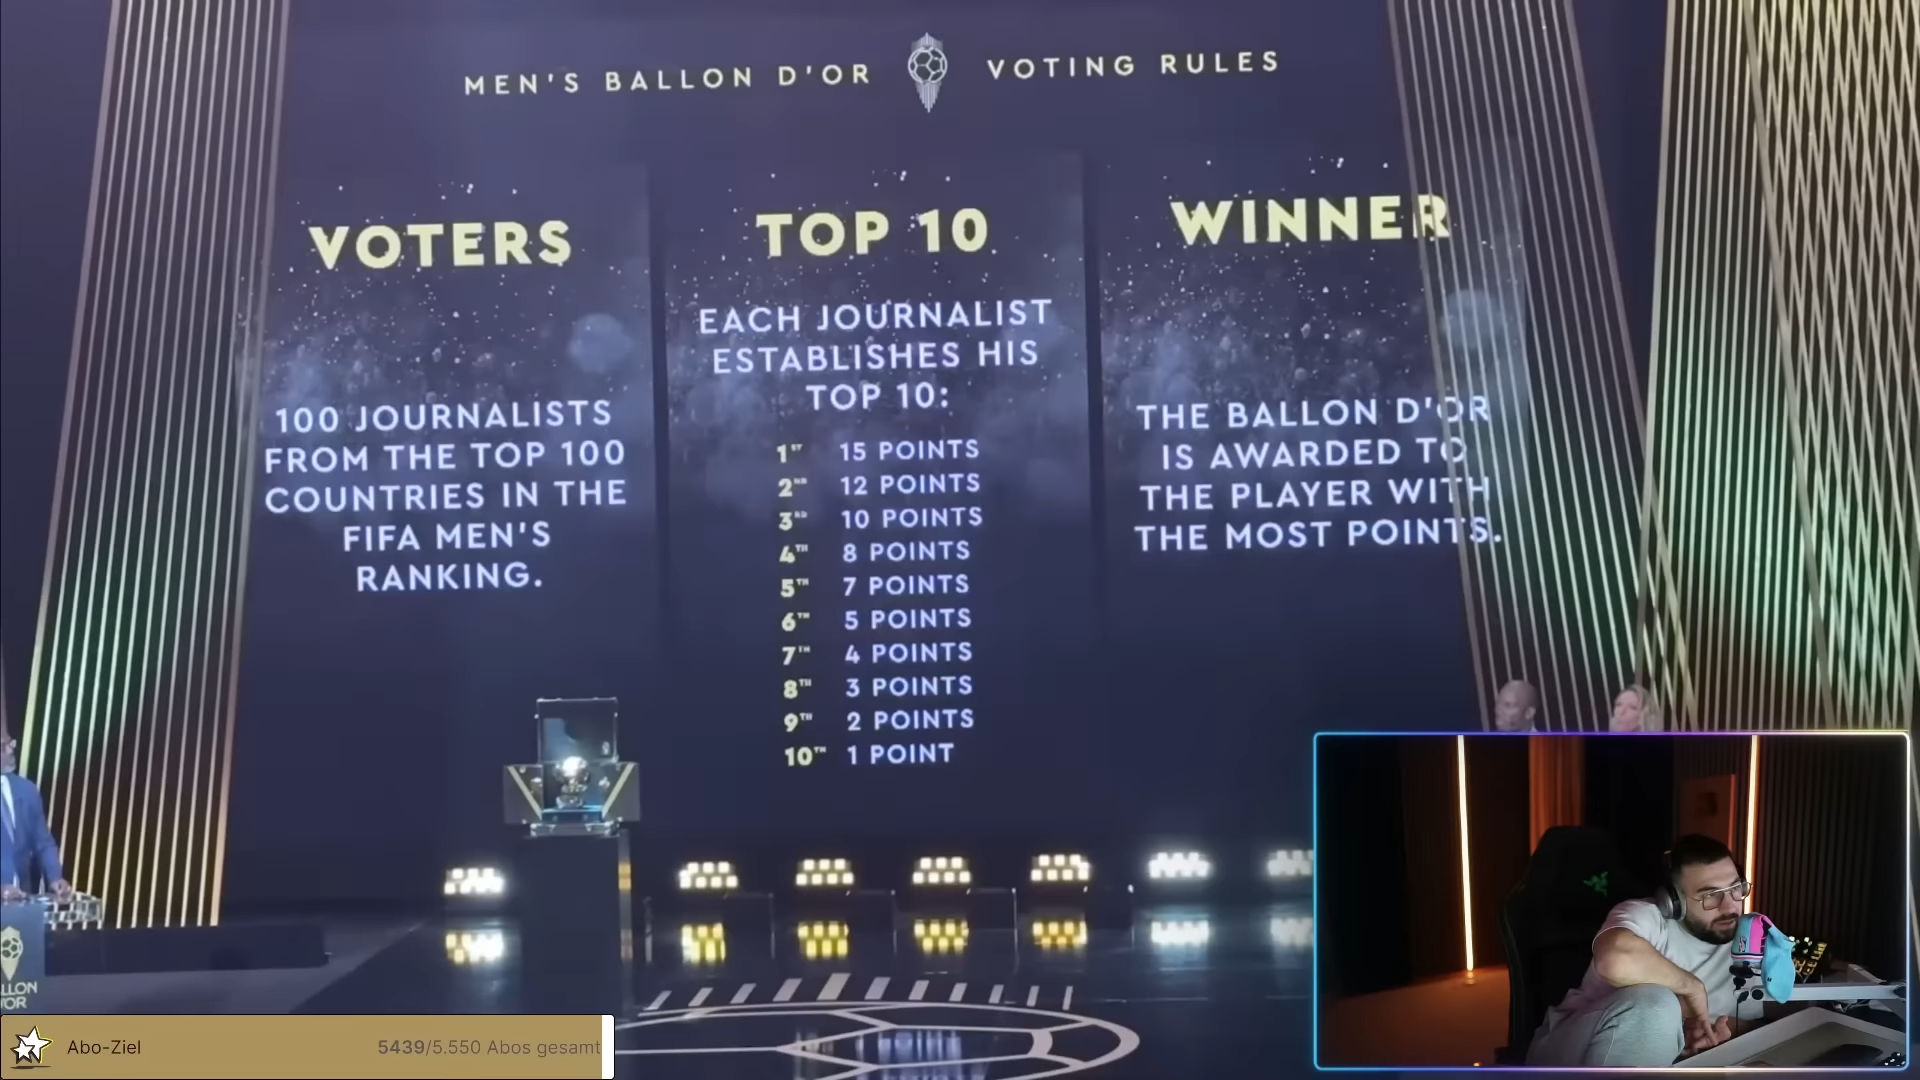 MEN'S BALLON D'OR VOTING RULES
VOTERS
100 JOURNALISTS
FROM THE TOP 100
COUNTRIES IN THE
FIFA MEN'S
RANKING.
TOP 10
EACH JOURNALIST
ESTABLISHES HIS
TOP 10:
1ST 15 POINTS
2ND 12 POINTS
3RD 10 POINTS
4TH 8 POINTS
5TH 7 POINTS
6TH 5 POINTS
7TH 4 POINTS
8TH 3 POINTS
9TH 2 POINTS
10TH 1 POINT
WINNER
THE BALLON D'OR
IS AWARDED TO
THE PLAYER WITH
THE MOST POINTS.
LLON
'OR
Abo-Ziel 5439/5.550 Abos gesamt